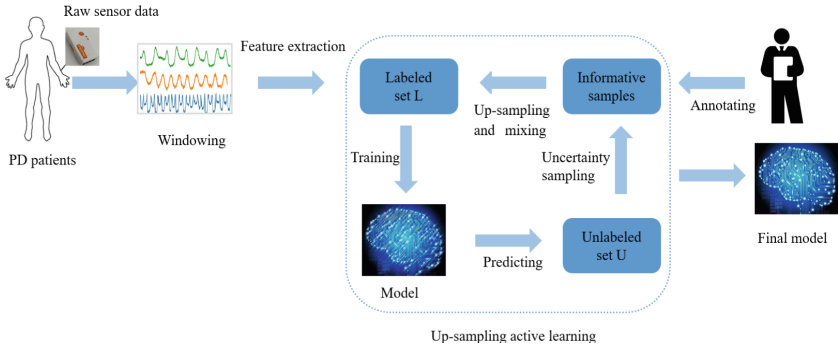 Raw sensor data
PD patients
Windowing
Feature extraction
Labeled
set L
Up-sampling
and mixing
Informative
samples
Annotating
Training
Uncertainty
sampling
Model
Predicting
Unlabeled
set U
Final model
Up-sampling active learning